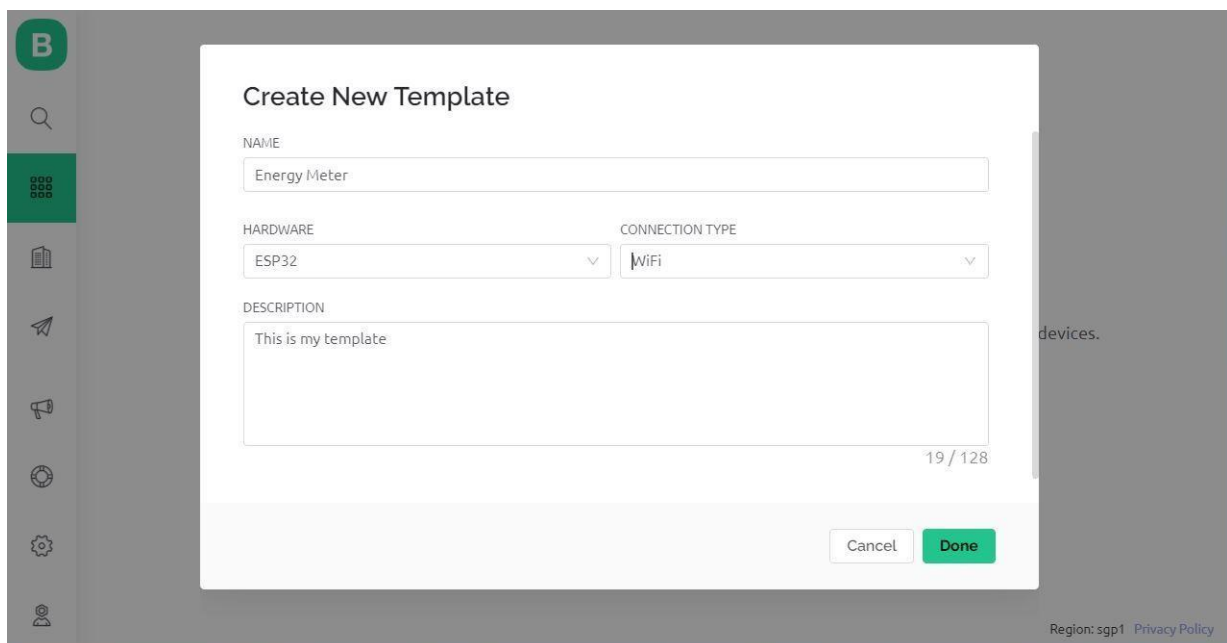 B
Create New Template
NAME
Energy Meter
HARDWARE
CONNECTION TYPE
ESP32
WiFi
DESCRIPTION
This is my template
devices.
19 / 128
Cancel
Done
Region: sgp1 Privacy Policy